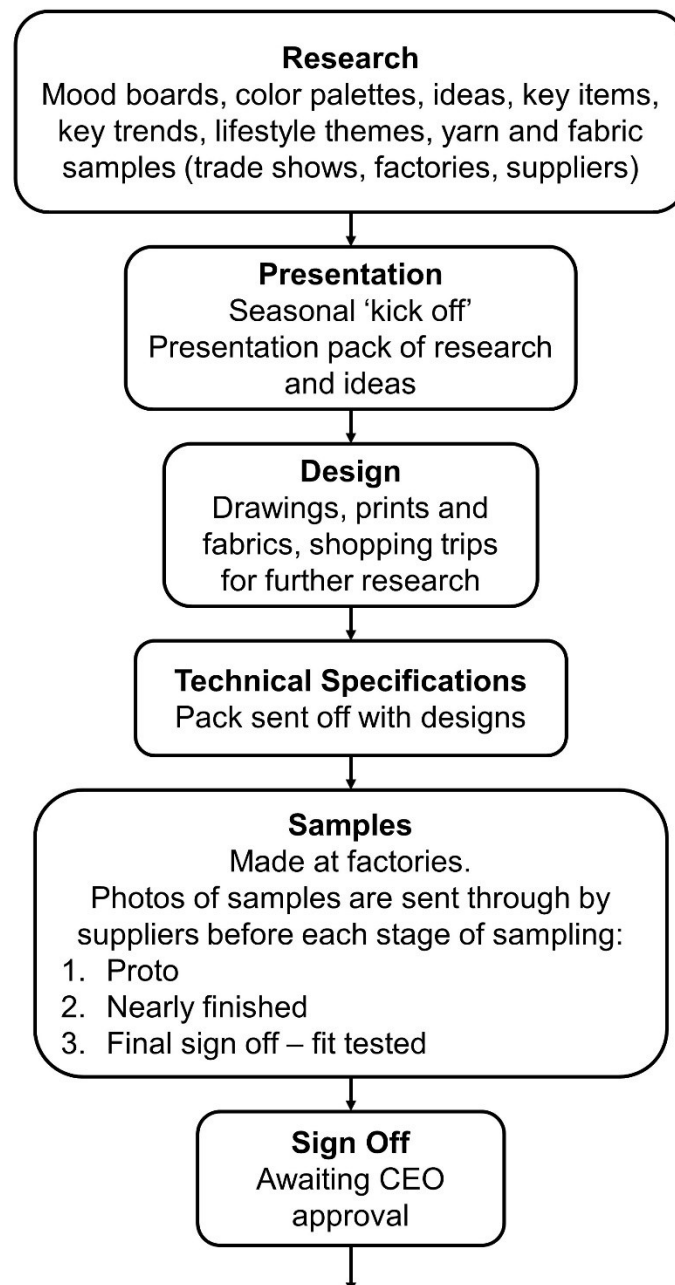 Research
Mood boards, color palettes, ideas, key items,
key trends, lifestyle themes, yarn and fabric
samples (trade shows, factories, suppliers)
Presentation
Seasonal ‘kick off’
Presentation pack of research
and ideas
Design
Drawings, prints and
fabrics, shopping trips
for further research
Technical Specifications
Pack sent off with designs
Samples
Made at factories.
Photos of samples are sent through by
suppliers before each stage of sampling:
1. Proto
2. Nearly finished
3. Final sign off – fit tested
Sign Off
Awaiting CEO
approval